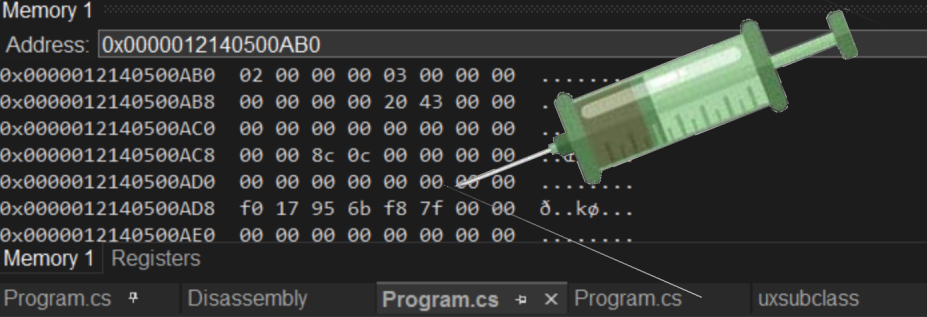 Memory 1
Address: 0x0000012140500AB0
0x0000012140500AB0 02 00 00 00 03 00 00 00 ........
0x0000012140500AB8 00 00 00 00 20 43 00 00 .
0x0000012140500AC0 00 00 00 00 00 00 00 00 ..
0x0000012140500AC8 00 00 8c 0c 00 00 00 00
0x0000012140500AD0 00 00 00 00 00 00 00 00 ........
0x0000012140500AD8 f0 17 95 6b f8 7f 00 00 ð..kø...
0x0000012140500AE0 00 00 00 00 00 00 00 00 ........
Memory 1 Registers
Program.cs Disassembly Program.cs Program.cs uxsubclass